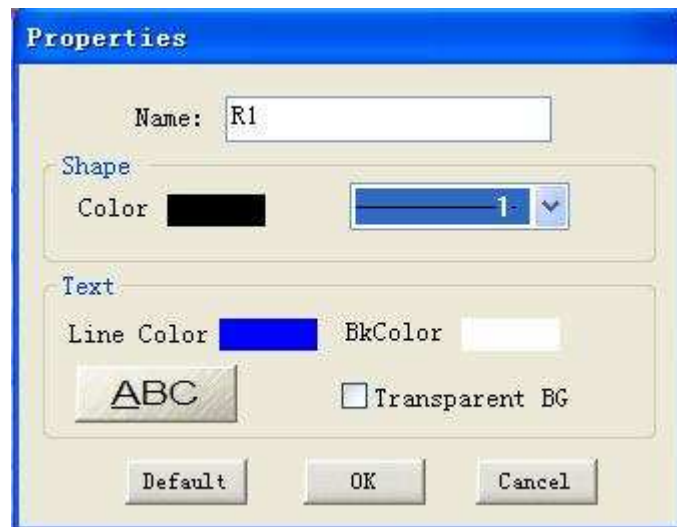 Properties
Name: R1
Shape
Color 1
Text
Line Color BkColor
ABC Transparent BG
Default OK Cancel